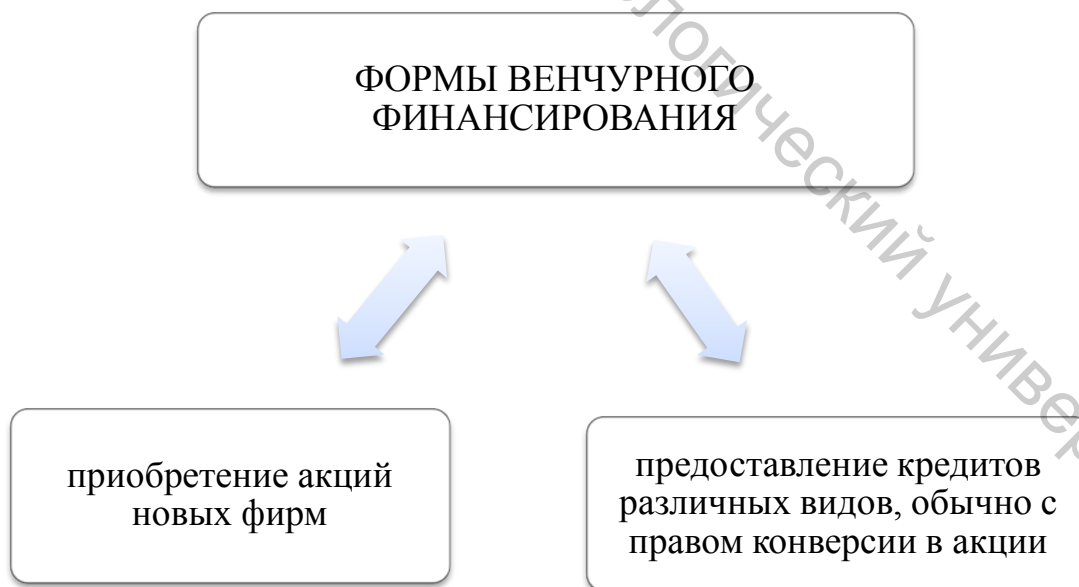 ФОРМЫ ВЕНЧУРНОГО
ФИНАНСИРОВАНИЯ
приобретение акций
новых фирм
предоставление кредитов
различных видов, обычно с
правом конверсии в акции